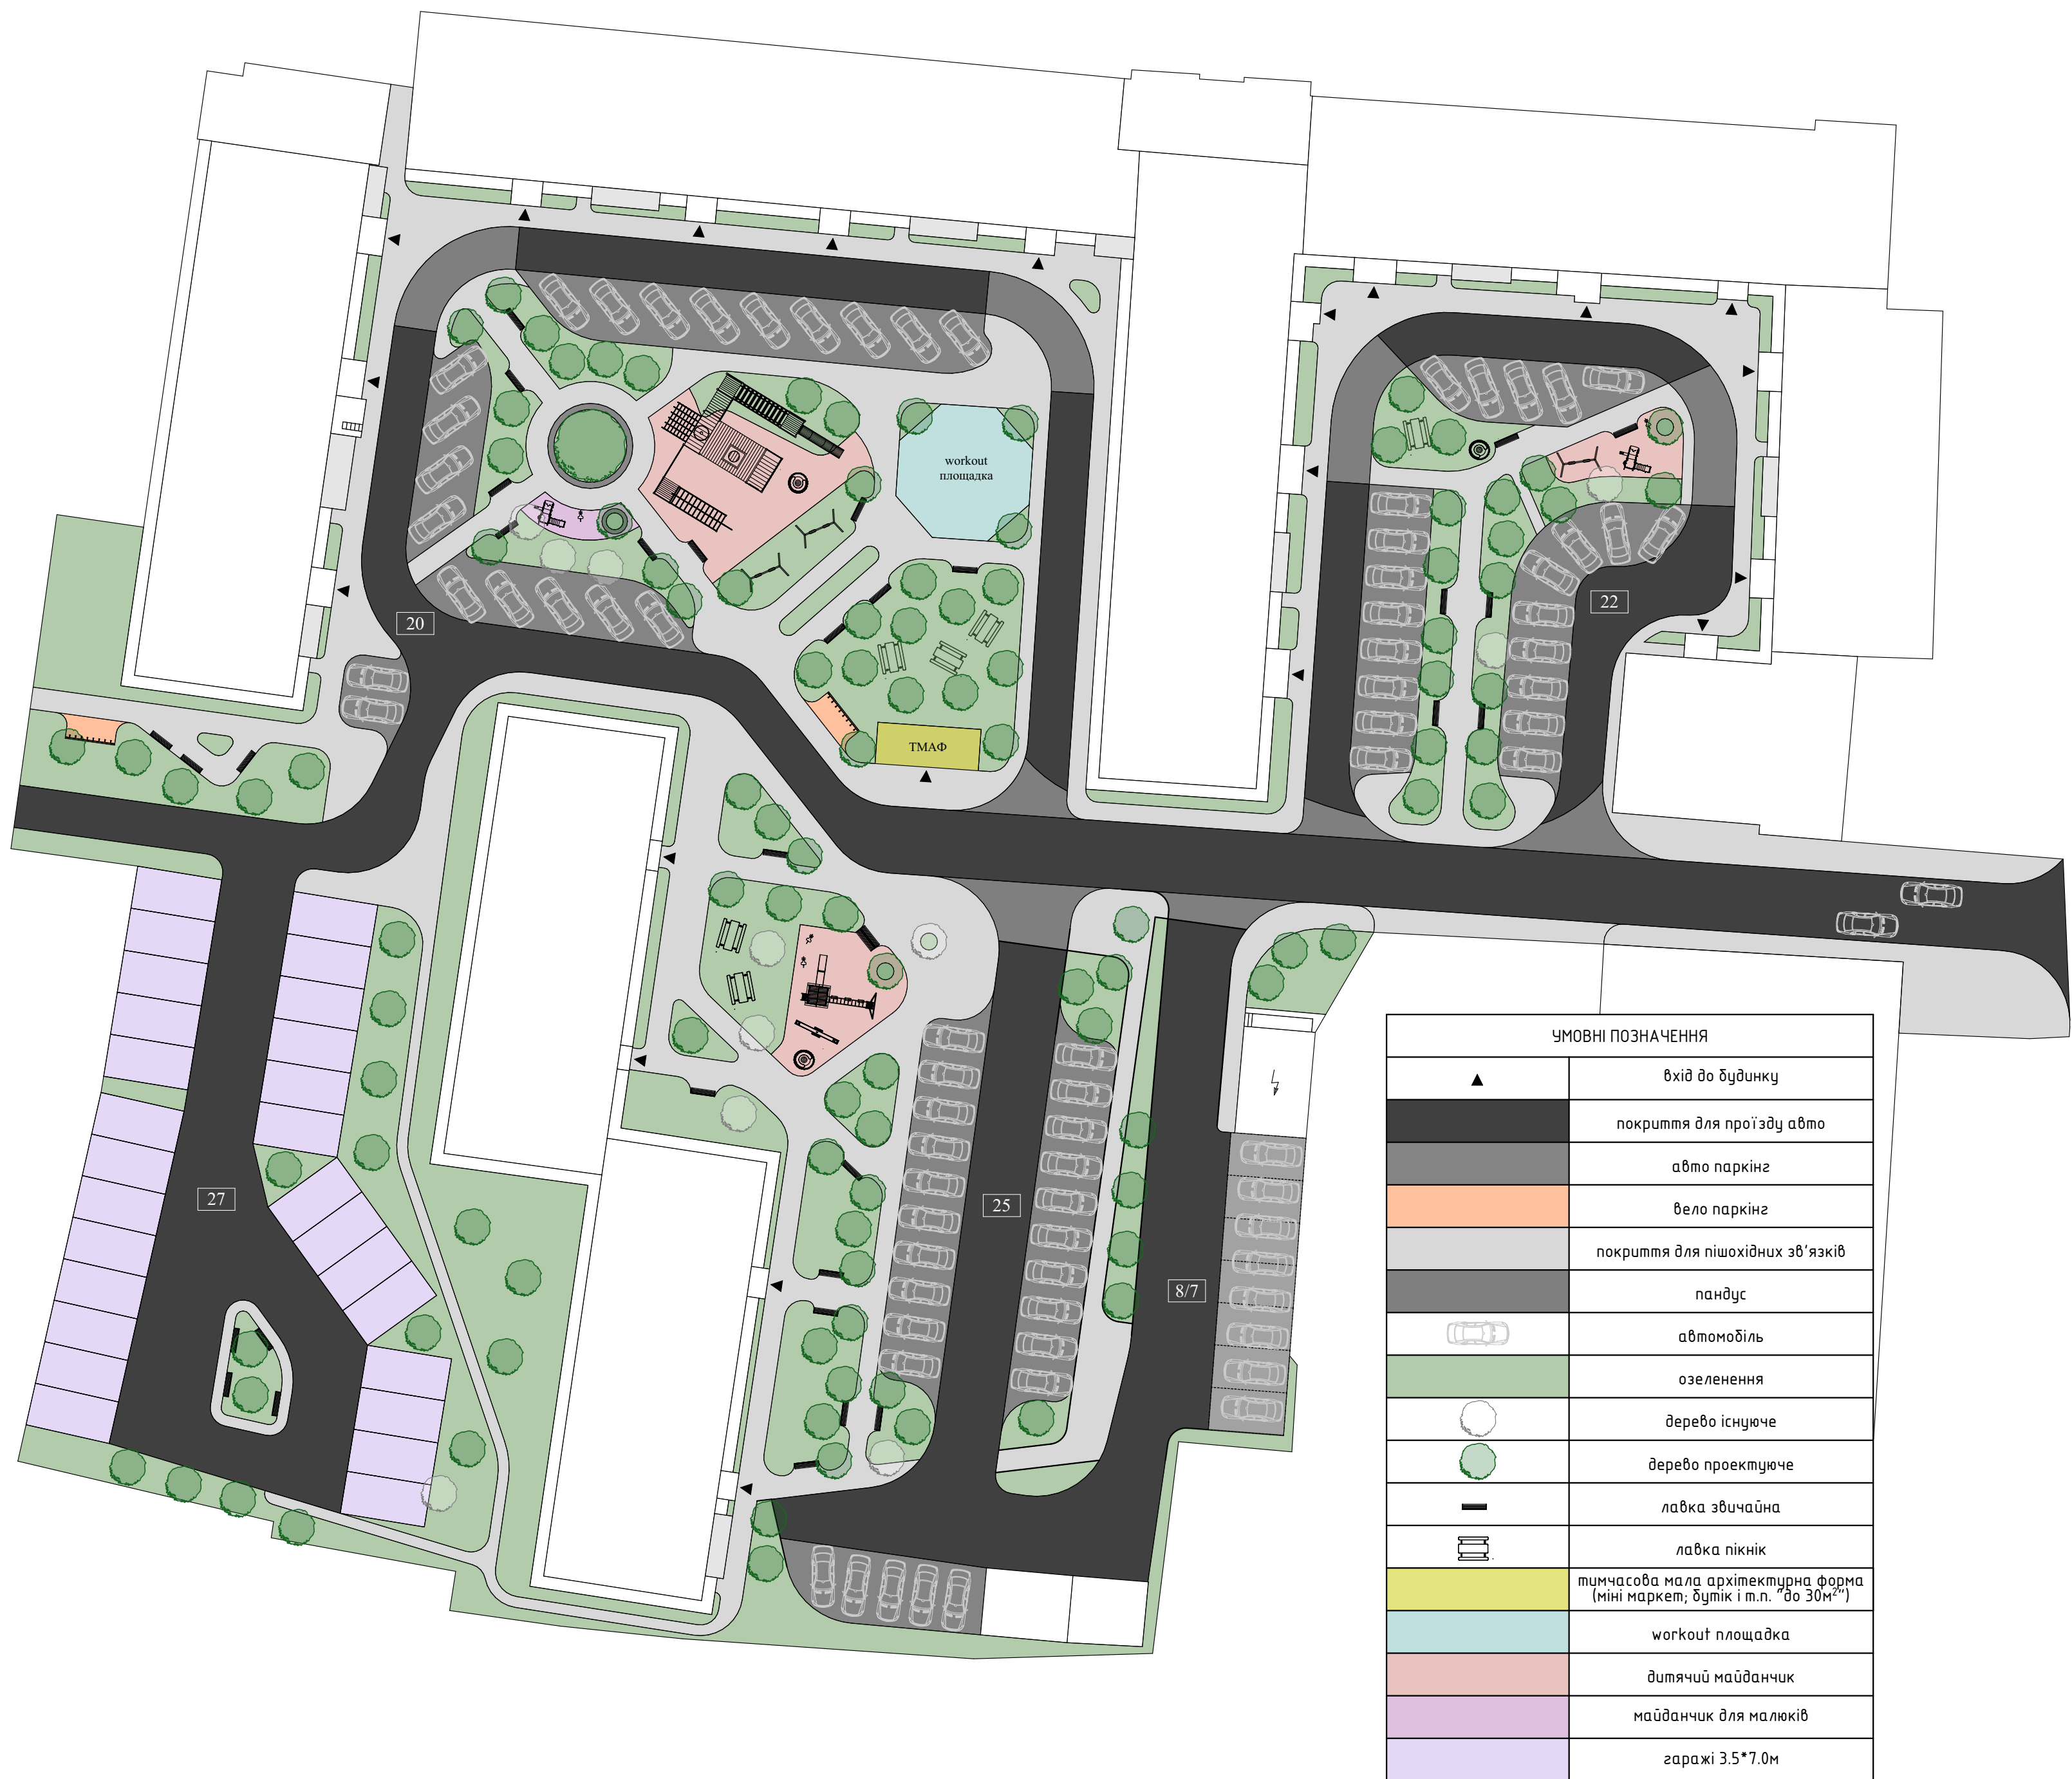 workout
площадка
20
22
ТМАФ
27
25
8/7
УМОВНІ ПОЗНАЧЕННЯ
вхід до будинку
покриття для проїзду авто
авто паркінг
вело паркінг
покриття для пішохідних зв'язків
пандус
автомобіль
озеленення
дерево існуюче
дерево проектуюче
лавка звичайна
лавка пікнік
тимчасова мала архітектурна форма
(міні маркет; бутік і т.п. "до 30м²")
workout площадка
дитячий майданчик
майданчик для малюків
гаражі 3.5*7.0м